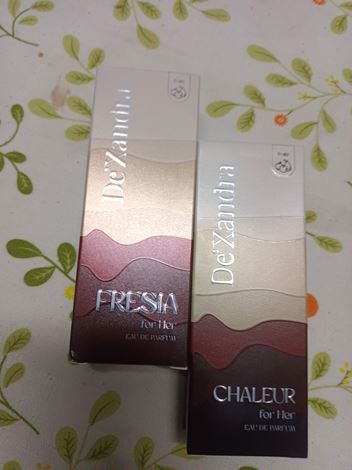 De'Xandra
FRESIA
for Her
EAU DE PARFUM
De'Xandra
CHALEUR
for Her
EAU DE PARFUM